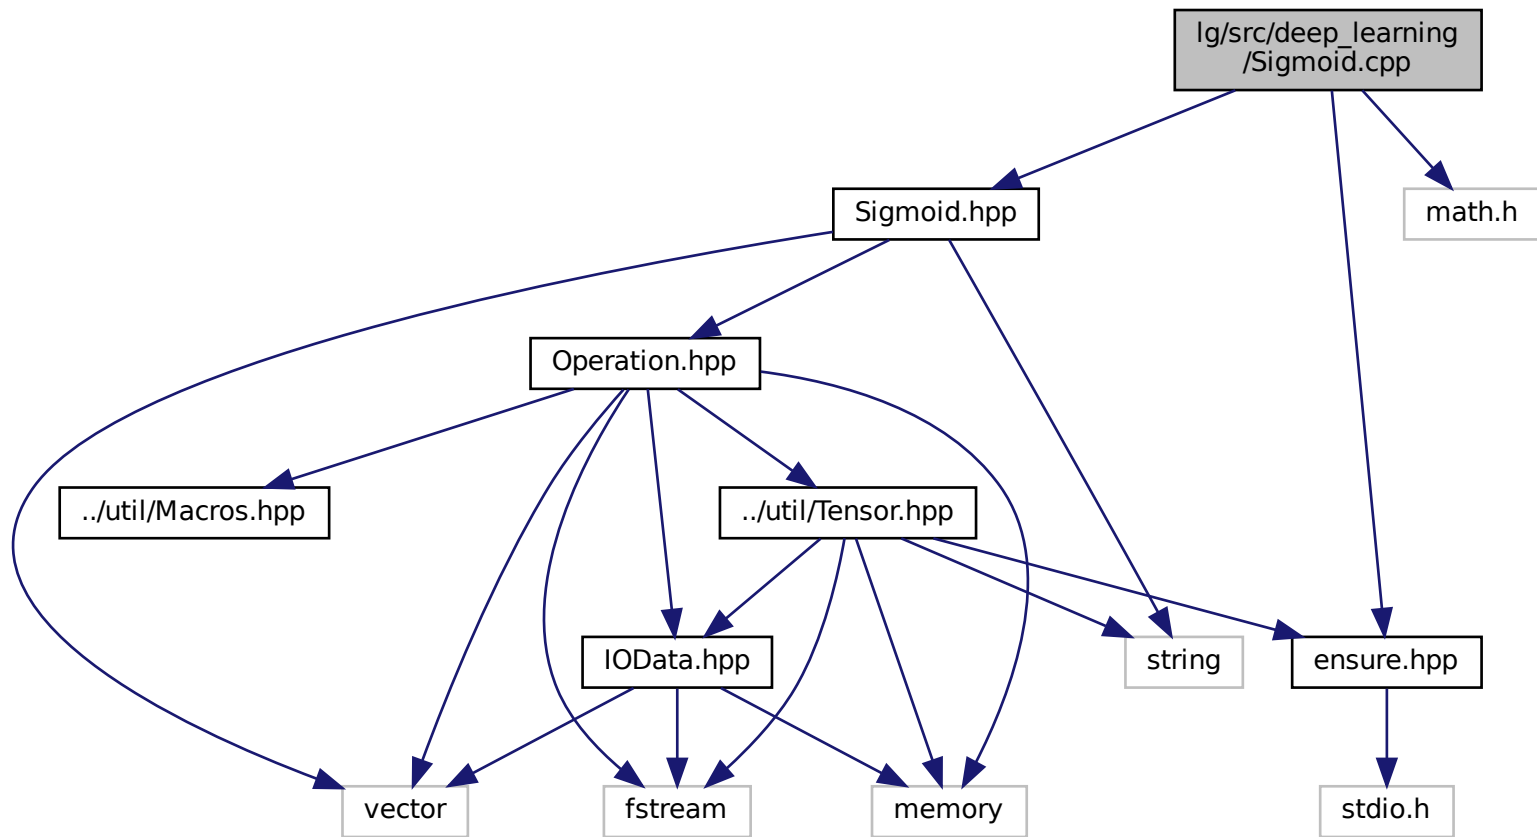 lg/src/deep_learning
/Sigmoid.cpp
Sigmoid.hpp
math.h
Operation.hpp
../util/Macros.hpp
../util/Tensor.hpp
IOData.hpp
string
ensure.hpp
vector
fstream
memory
stdio.h